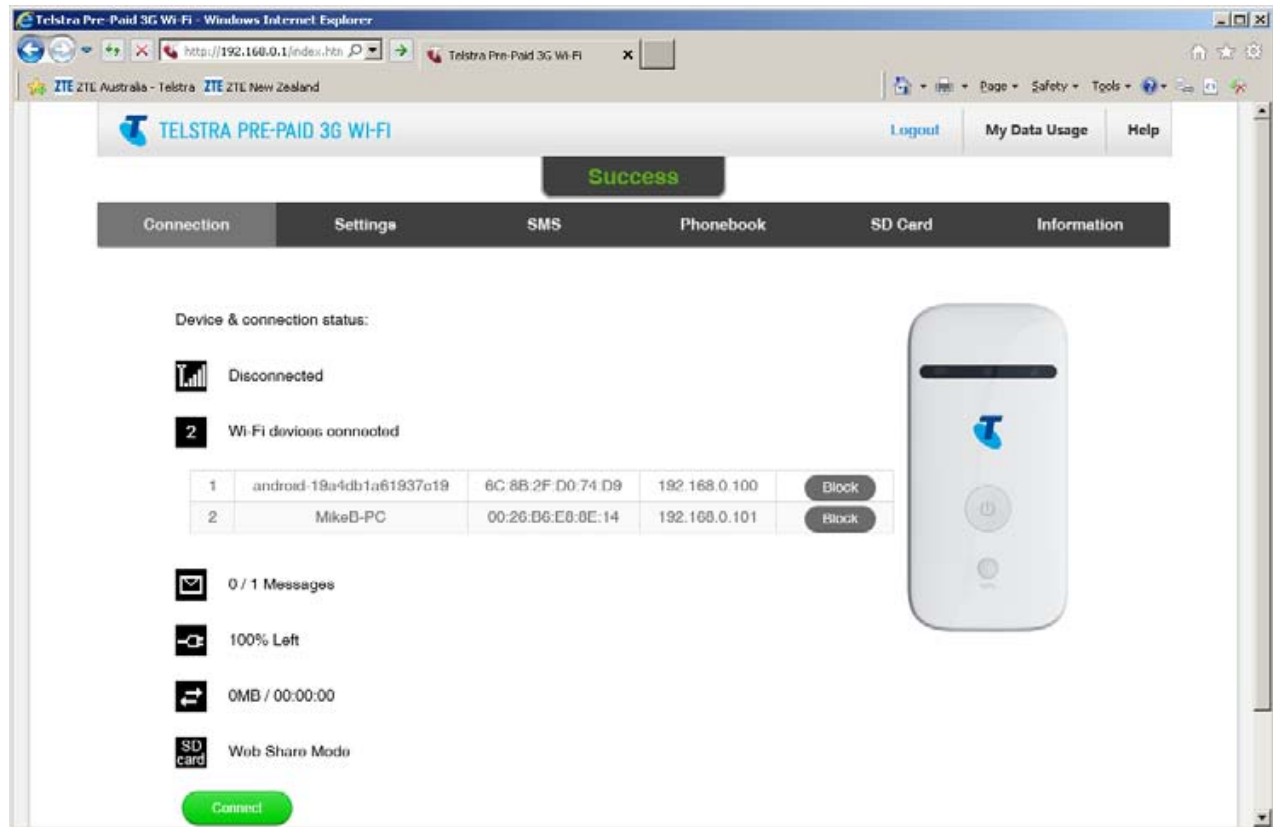 Telstra Pre-Paid 3G Wi-Fi - Windows Internet Explorer
http://192.168.0.1/index.htm Telstra Pre-Paid 3G Wi-Fi
ZTE ZTE Australia - Telstra ZTE ZTE New Zealand Page Safety Tools
TELSTRA PRE-PAID 3G WI-FI Logout My Data Usage Help
Success
Connection Settings SMS Phonebook SD Card Information
Device & connection status:
Disconnected
2 Wi-Fi devices connected
1 android-19a4db1a61937c19 6C:8B:2F:D0:74:D9 192.168.0.100 Block
2 MikeB-PC 00:26:B6:E8:8E:14 192.168.0.101 Block
0 / 1 Messages
100% Left
0MB / 00:00:00
SD card Web Share Mode
Connect